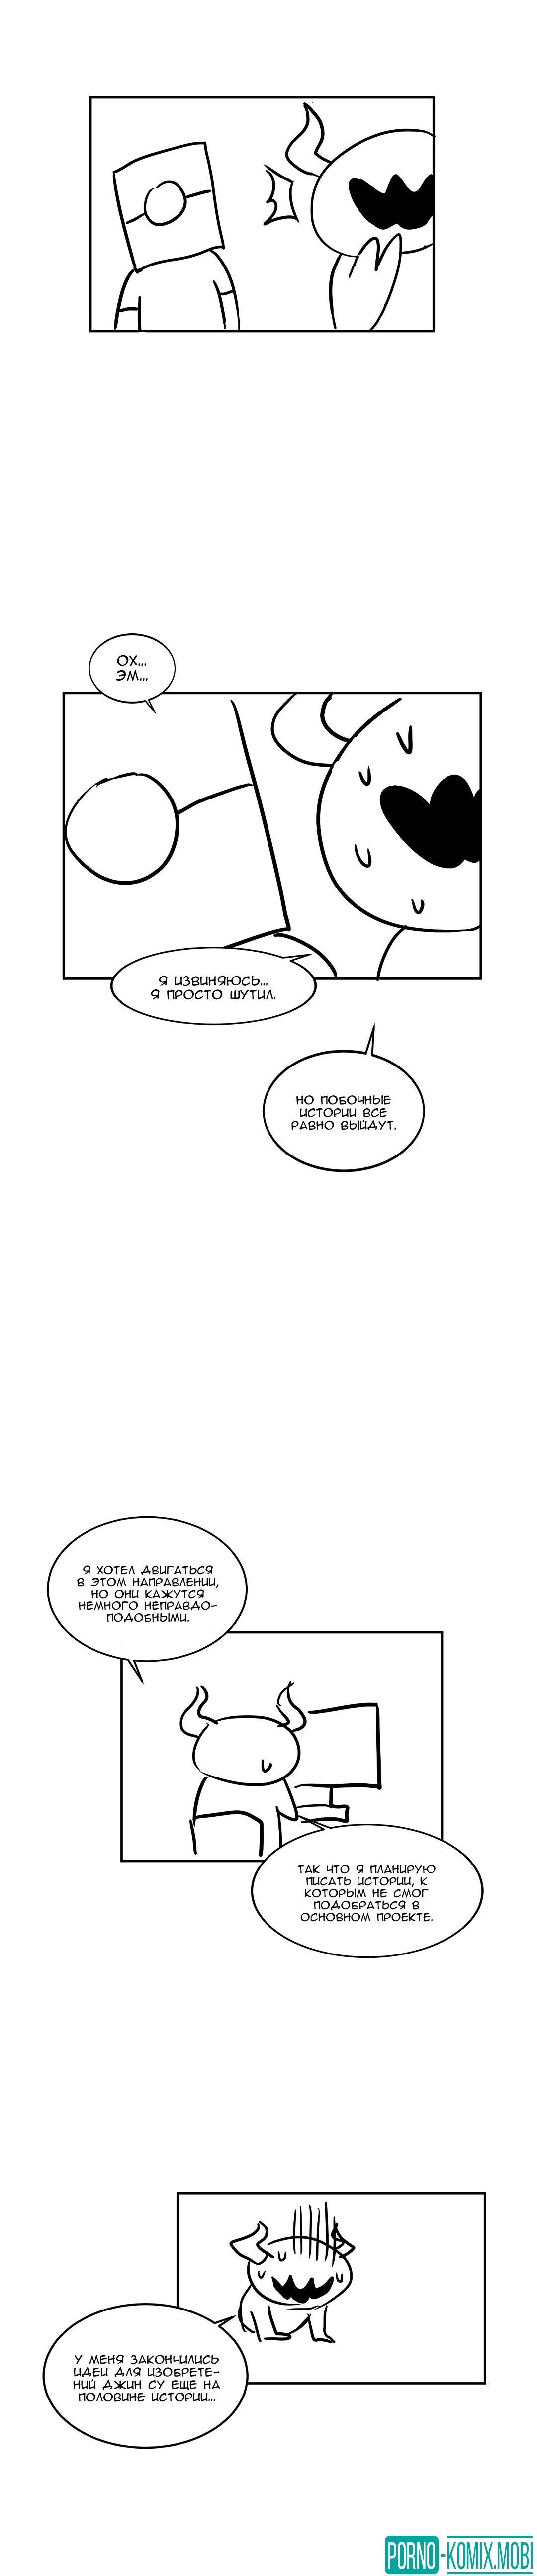 ОХ...
ЭМ...
Я ИЗВИНЯЮСЬ...
Я ПРОСТО ШУТИЛ.
НО ПОБОЧНЫЕ
ИСТОРИИ ВСЕ
РАВНО ВЫЙДУТ.
Я ХОТЕЛ ДВИГАТЬСЯ
В ЭТОМ НАПРАВЛЕНИИ,
НО ОНИ КАЖУТСЯ
НЕМНОГО НЕПРАВДО-
ПОДОБНЫМИ.
ТАК ЧТО Я ПЛАНИРУЮ
ПИСАТЬ ИСТОРИИ, К
КОТОРЫМ НЕ СМОГ
ПОДОБРАТЬСЯ В
ОСНОВНОМ ПРОЕКТЕ.
У МЕНЯ ЗАКОНЧИЛИСЬ
ИДЕИ ДЛЯ ИЗОБРЕТЕ-
НИЙ ДЖИН СУ ЕЩЕ НА
ПОЛОВИНЕ ИСТОРИИ...
PORNO-KOMIX.MOBI